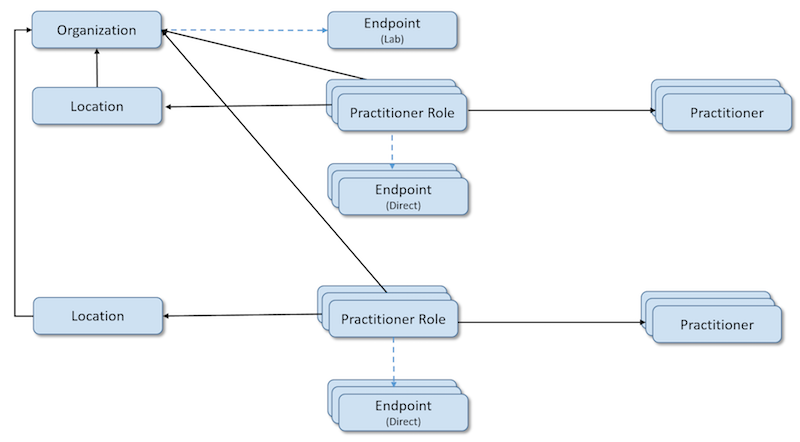 Organization
Endpoint
(Lab)
Location
Practitioner Role
Practitioner
Endpoint
(Direct)
Location
Practitioner Role
Practitioner
Endpoint
(Direct)